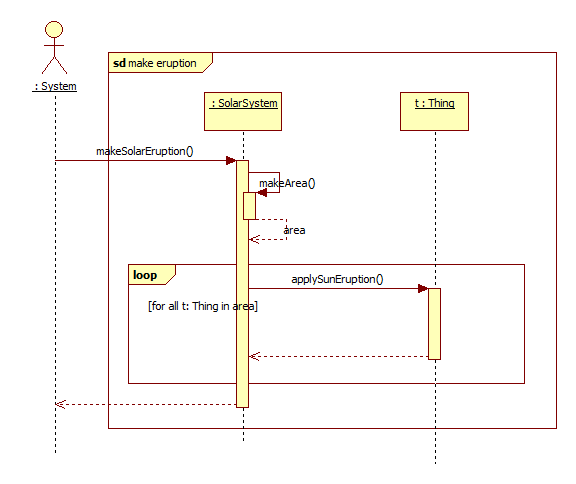 : System
sd make eruption
: SolarSystem
t : Thing
makeSolarEruption()
makeArea()
area
loop
applySunEruption()
[for all t: Thing in area]